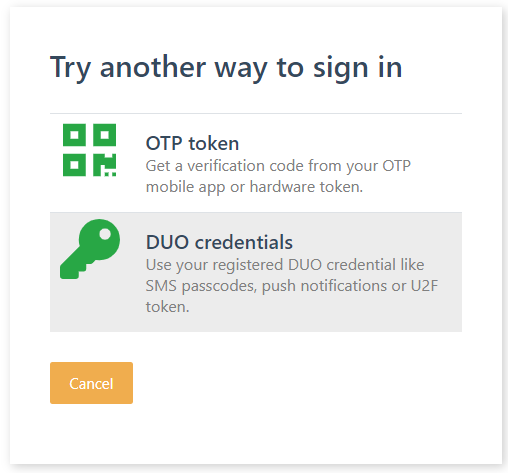 Try another way to sign in
OTP token
Get a verification code from your OTP
mobile app or hardware token.
DUO credentials
Use your registered DUO credential like
SMS passcodes, push notifications or U2F
token.
Cancel